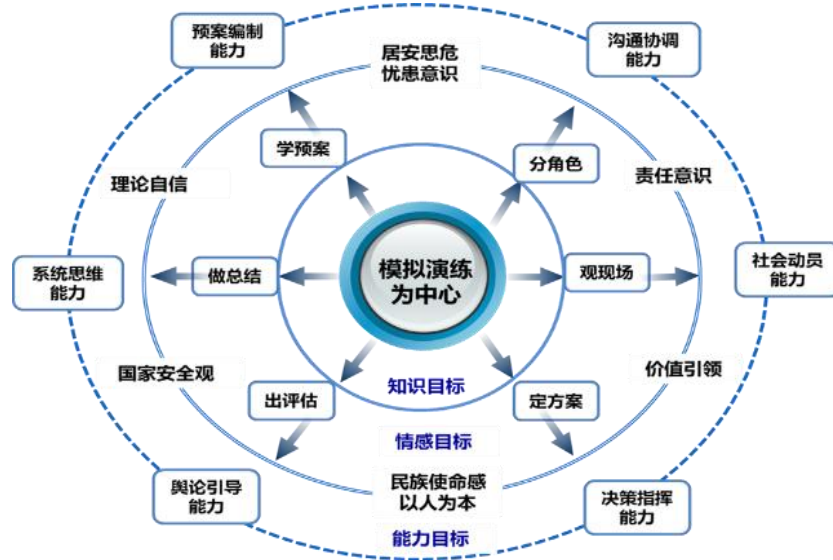 预案编制
能力
居安思危
忧患意识
沟通协调
能力
学预案
分角色
理论自信
责任意识
系统思维
能力
做总结
模拟演练
为中心
观现场
社会动员
能力
国家安全观
价值引领
知识目标
出评估
定方案
情感目标
舆论引导
能力
民族使命感
以人为本
决策指挥
能力
能力目标